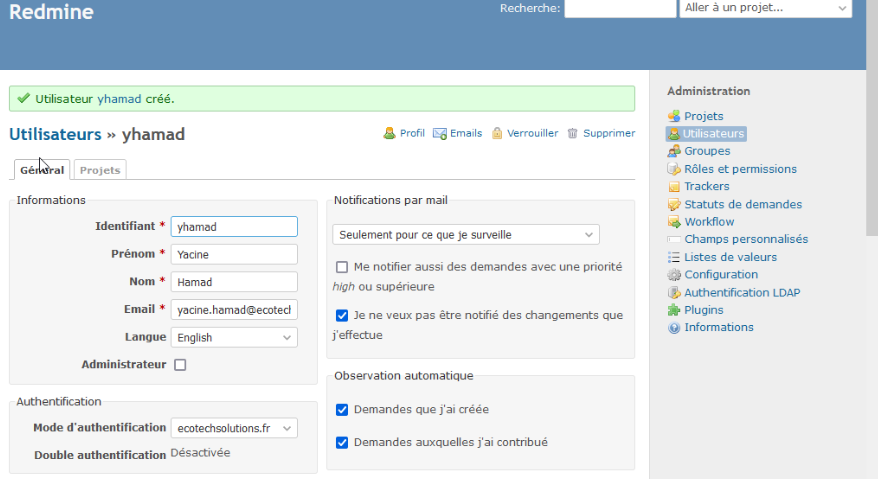 Redmine
Recherche:
Aller à un projet...
Utilisateur yhamad créé.
Utilisateurs » yhamad
Profil Emails Verrouiller Supprimer
Général Projets
Informations
Identifiant * yhamad
Prénom * Yacine
Nom * Hamad
Email * yacine.hamad@ecotecl
Langue English
Administrateur
Authentification
Mode d'authentification ecotechsolutions.fr
Double authentification Désactivée
Notifications par mail
Seulement pour ce que je surveille
Me notifier aussi des demandes avec une priorité
high ou supérieure
Je ne veux pas être notifié des changements que
j'effectue
Observation automatique
Demandes que j'ai créée
Demandes auxquelles j'ai contribué
Administration
Projets
Utilisateurs
Groupes
Rôles et permissions
Trackers
Statuts de demandes
Workflow
Champs personnalisés
Listes de valeurs
Configuration
Authentification LDAP
Plugins
Informations